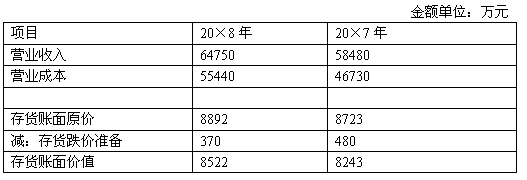 金额单位：万元
项目 20×8 年 20×7 年
营业收入 64750 58480
营业成本 55440 46730
存货账面原价 8892 8723
减：存货跌价准备 370 480
存货账面价值 8522 8243